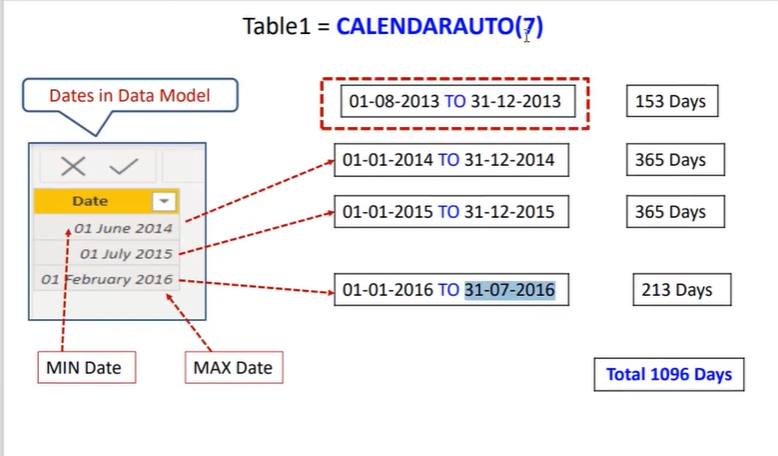 Table1 = CALENDARAUTO(7)
Dates in Data Model
Date
01 June 2014
01 July 2015
01 February 2016
MIN Date
MAX Date
01-08-2013 TO 31-12-2013
153 Days
01-01-2014 TO 31-12-2014
365 Days
01-01-2015 TO 31-12-2015
365 Days
01-01-2016 TO 31-07-2016
213 Days
Total 1096 Days